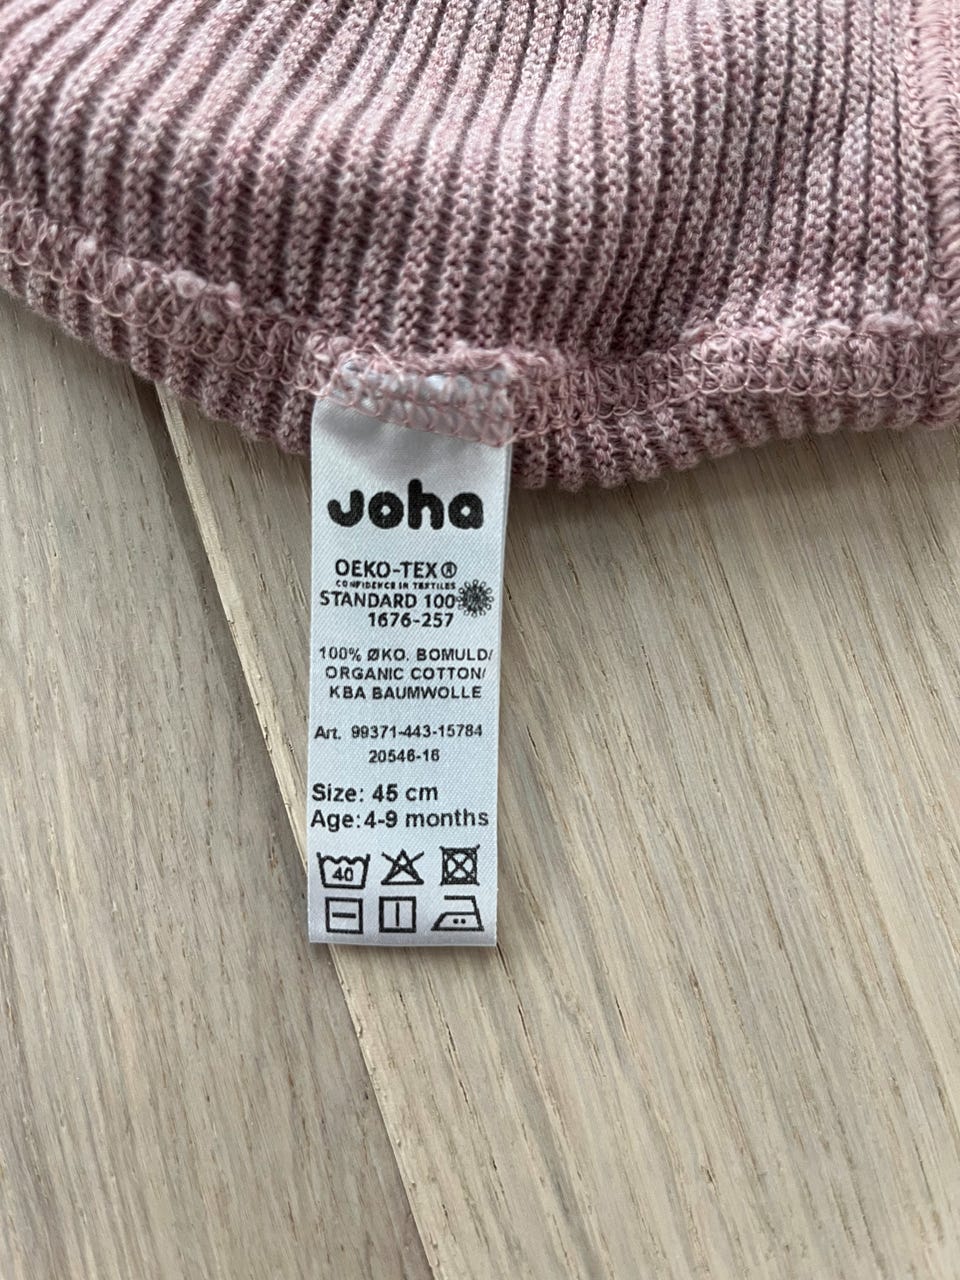 Joha
OEKO-TEX®
CONFIDENCE IN TEXTILES
STANDARD 100
1676-257
100% ØKO. BOMULD/
ORGANIC COTTON/
KBA BAUMWOLLE
Art. 99371-443-15784
20546-16
Size: 45 cm
Age:4-9 months
40